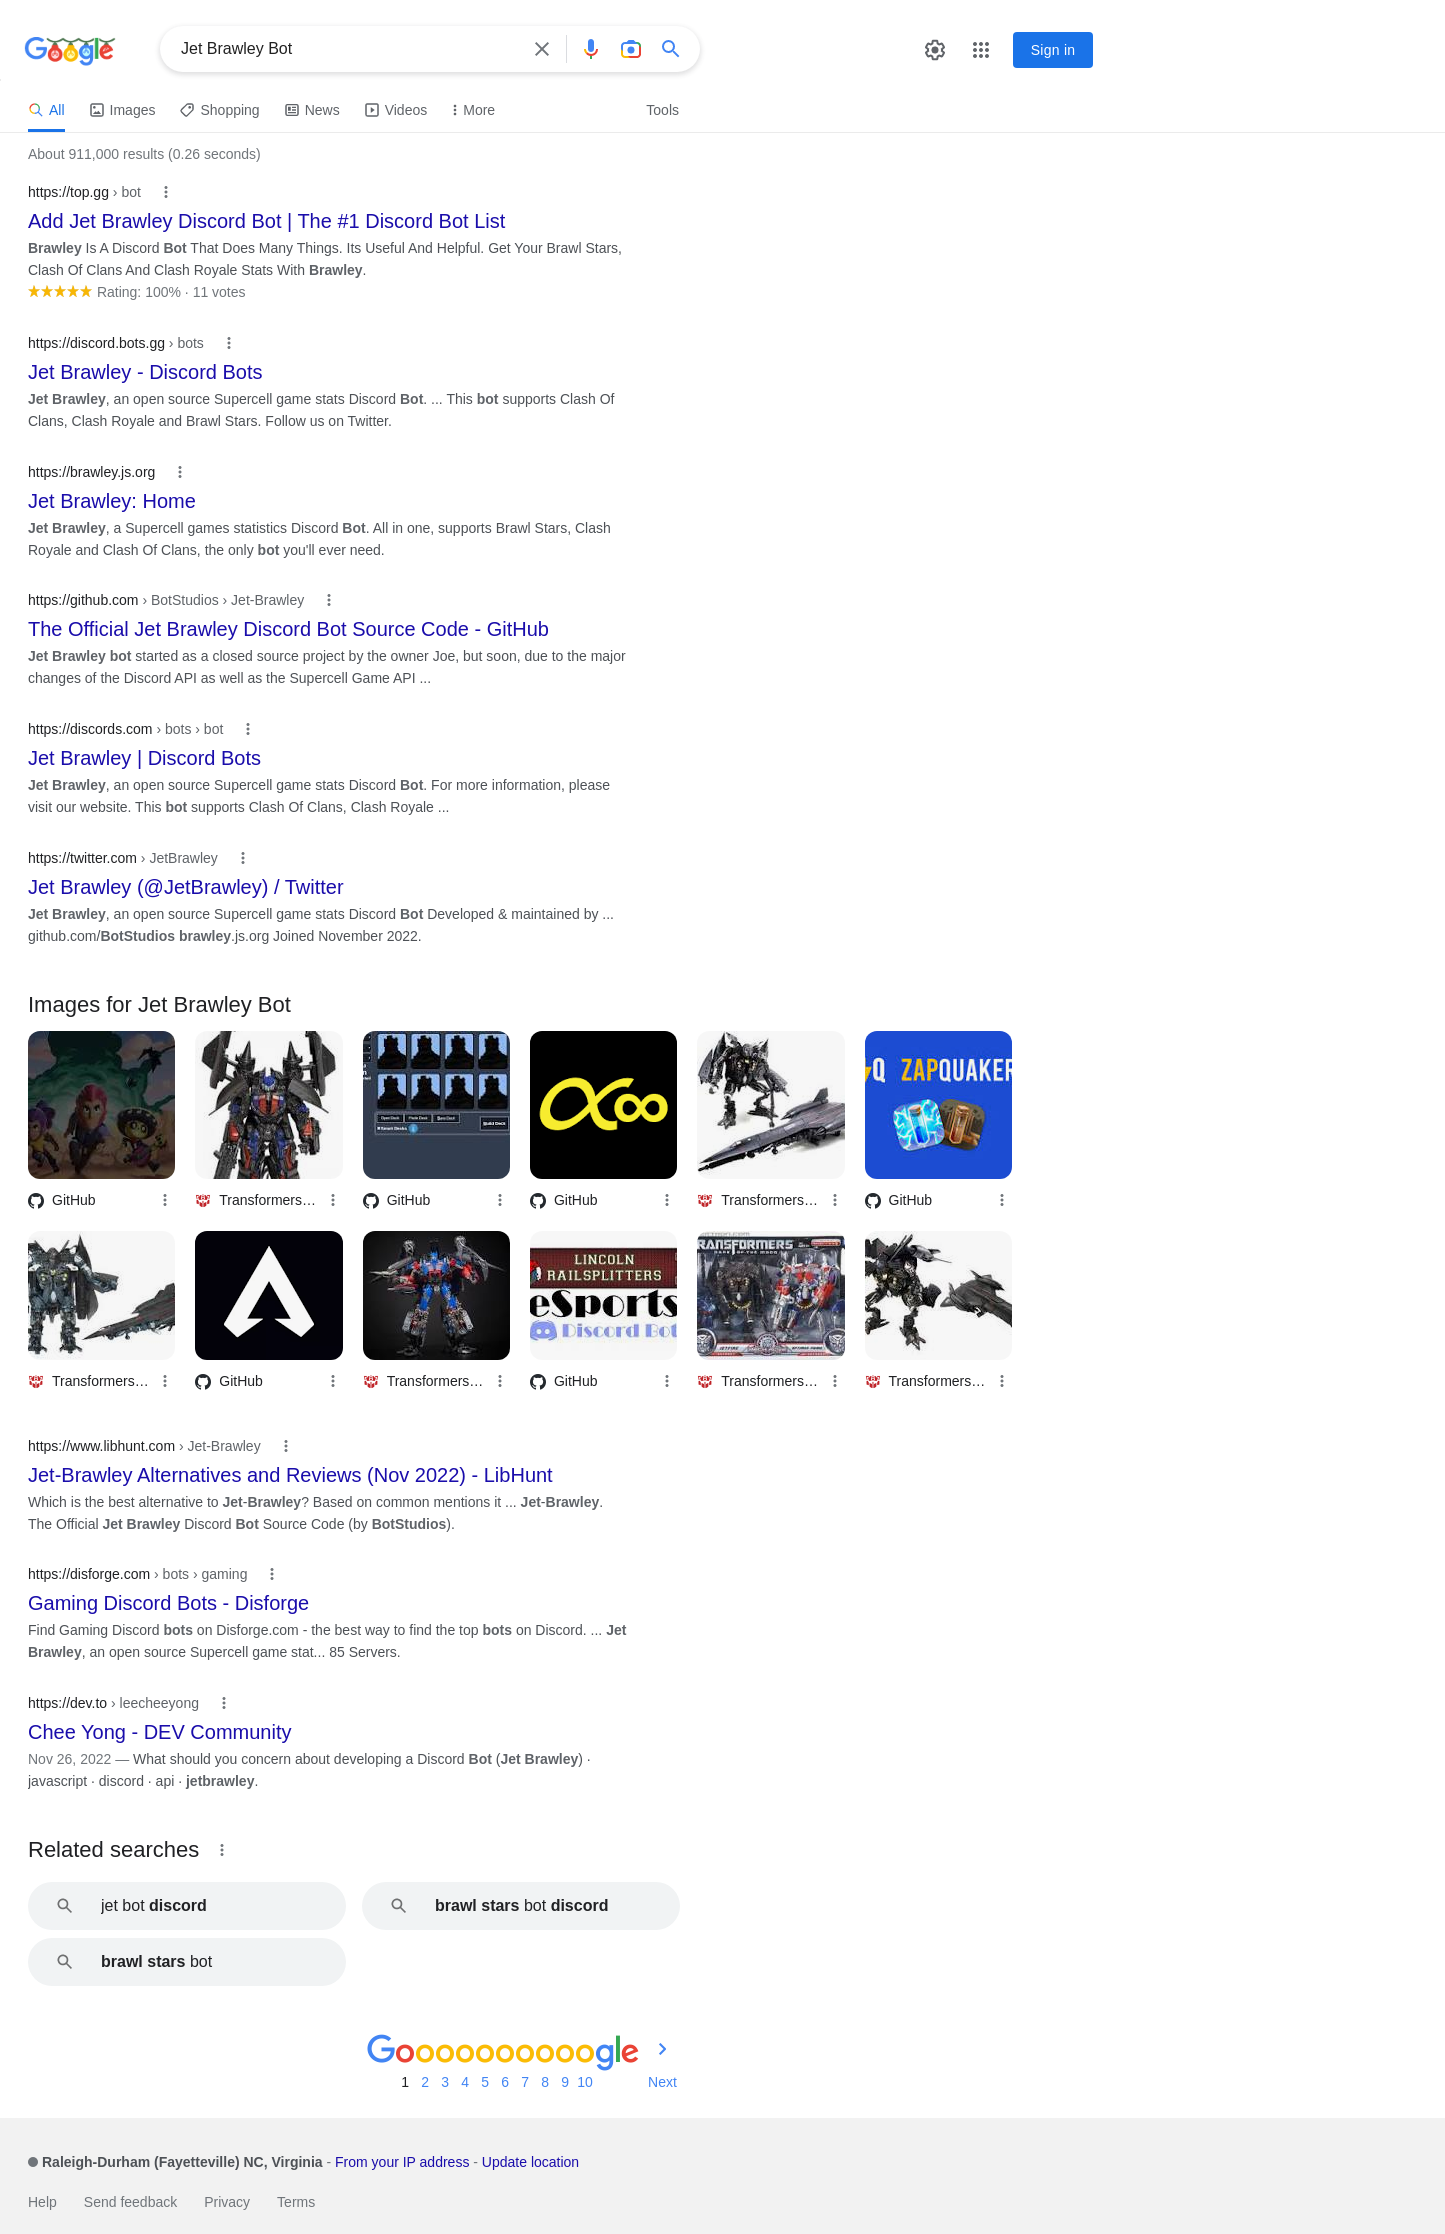 Google
Jet Brawley Bot
Sign in
All Images Shopping News Videos More Tools
About 911,000 results (0.26 seconds)
https://top.gg › bot
Add Jet Brawley Discord Bot | The #1 Discord Bot List
Brawley Is A Discord Bot That Does Many Things. Its Useful And Helpful. Get Your Brawl Stars,
Clash Of Clans And Clash Royale Stats With Brawley.
Rating: 100% · 11 votes
https://discord.bots.gg › bots
Jet Brawley - Discord Bots
Jet Brawley, an open source Supercell game stats Discord Bot. ... This bot supports Clash Of
Clans, Clash Royale and Brawl Stars. Follow us on Twitter.
https://brawley.js.org
Jet Brawley: Home
Jet Brawley, a Supercell games statistics Discord Bot. All in one, supports Brawl Stars, Clash
Royale and Clash Of Clans, the only bot you'll ever need.
https://github.com › BotStudios › Jet-Brawley
The Official Jet Brawley Discord Bot Source Code - GitHub
Jet Brawley bot started as a closed source project by the owner Joe, but soon, due to the major
changes of the Discord API as well as the Supercell Game API ...
https://discords.com › bots › bot
Jet Brawley | Discord Bots
Jet Brawley, an open source Supercell game stats Discord Bot. For more information, please
visit our website. This bot supports Clash Of Clans, Clash Royale ...
https://twitter.com › JetBrawley
Jet Brawley (@JetBrawley) / Twitter
Jet Brawley, an open source Supercell game stats Discord Bot Developed & maintained by ...
github.com/BotStudios brawley.js.org Joined November 2022.
Images for Jet Brawley Bot
Q ZAPQUAKER
Build Deck
GitHub Transformers… GitHub GitHub Transformers… GitHub
LINCOLN
RAILSPLITTERS
eSports
Discord Bot
TRANSFORMERS
Transformers… GitHub Transformers… GitHub Transformers… Transformers…
https://www.libhunt.com › Jet-Brawley
Jet-Brawley Alternatives and Reviews (Nov 2022) - LibHunt
Which is the best alternative to Jet-Brawley? Based on common mentions it ... Jet-Brawley.
The Official Jet Brawley Discord Bot Source Code (by BotStudios).
https://disforge.com › bots › gaming
Gaming Discord Bots - Disforge
Find Gaming Discord bots on Disforge.com - the best way to find the top bots on Discord. ... Jet
Brawley, an open source Supercell game stat... 85 Servers.
https://dev.to › leecheeyong
Chee Yong - DEV Community
Nov 26, 2022 — What should you concern about developing a Discord Bot (Jet Brawley) ·
javascript · discord · api · jetbrawley.
Related searches
jet bot discord
brawl stars bot discord
brawl stars bot
Goooooooooogle
1 2 3 4 5 6 7 8 9 10 Next
Raleigh-Durham (Fayetteville) NC, Virginia - From your IP address - Update location
Help Send feedback Privacy Terms